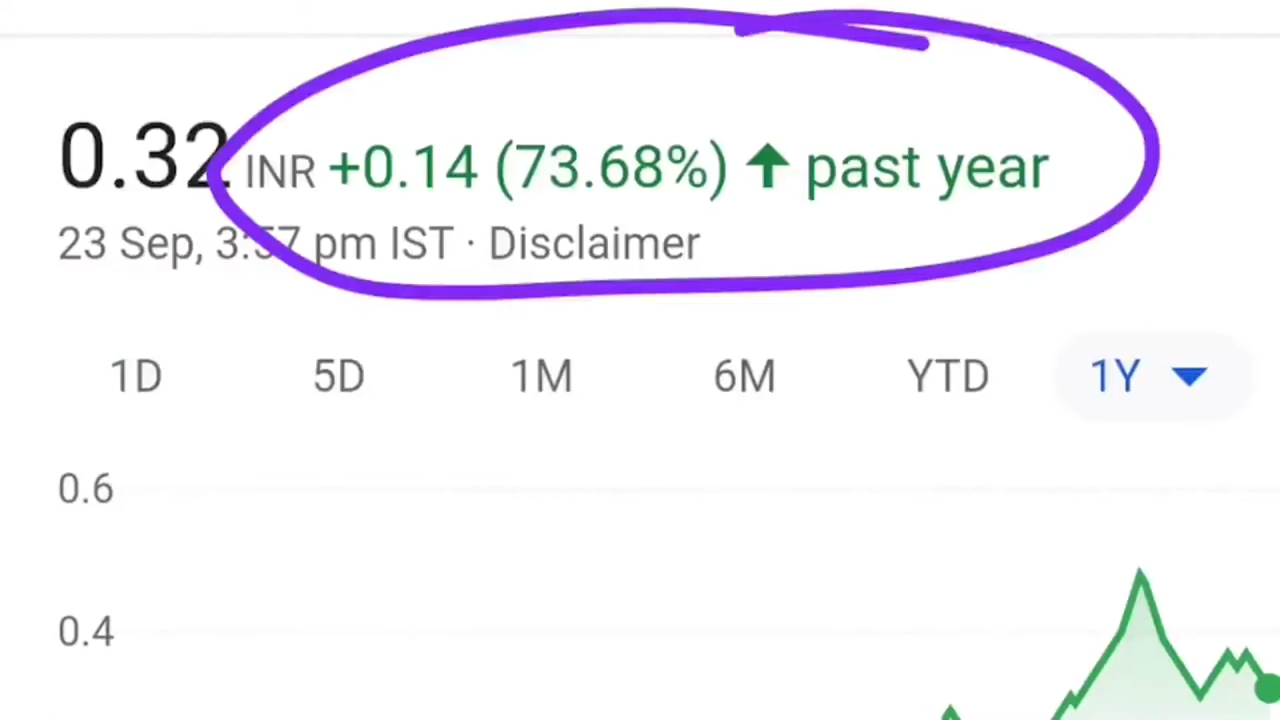 0.32 INR +0.14 (73.68%) ↑ past year
23 Sep, 3:57 pm IST · Disclaimer
1D 5D 1M 6M YTD 1Y
0.6
0.4